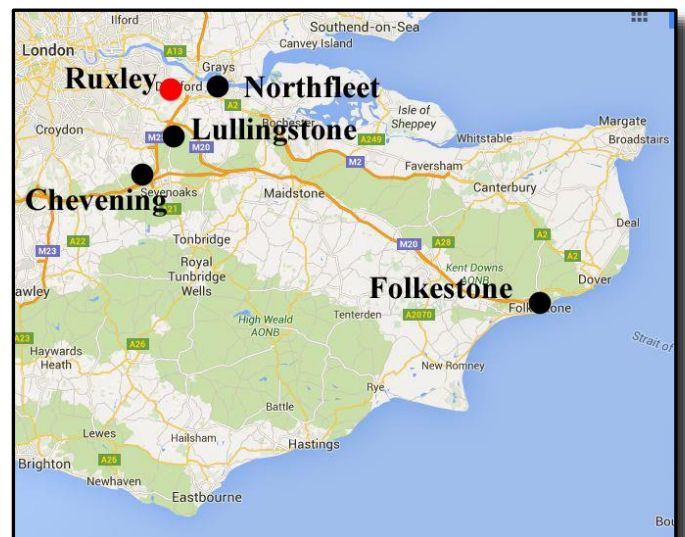 Ilford
Southend-on-Sea
London
Canvey Island
A13
Grays
Ruxley
Northfleet
A2
Isle of
Sheppey
Croydon
Lullingstone
M20
A249
Margate
Whitstable
Broadstairs
M2
Faversham
Canterbury
Chevening
Sevenoaks
Maidstone
A21
Deal
A22
Tonbridge
M20
A28
A2
M23
Royal
Tunbridge
Wells
Kent Downs
AONB
A2
Dover
Folkestone
High Weald
AONB
Tenterden
A2070
A23
A26
Haywards
Heath
New Romney
Strait of
Rye
Battle
Lewes
Hailsham
Hastings
Brighton
A26
Newhaven
Eastbourne
Bou